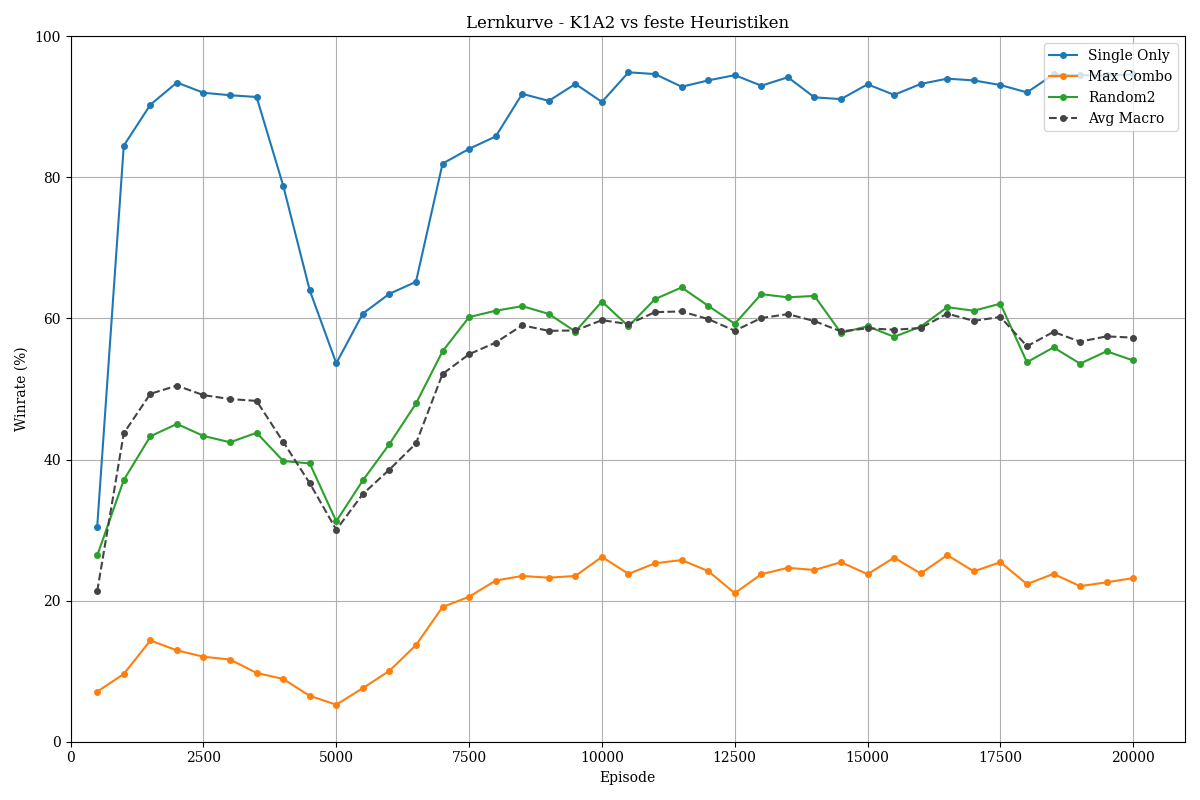 Lernkurve - K1A2 vs feste Heuristiken
Winrate (%)
100
80
60
40
20
0
Single Only
Max Combo
Random2
Avg Macro
0 2500 5000 7500 10000 12500 15000 17500 20000
Episode